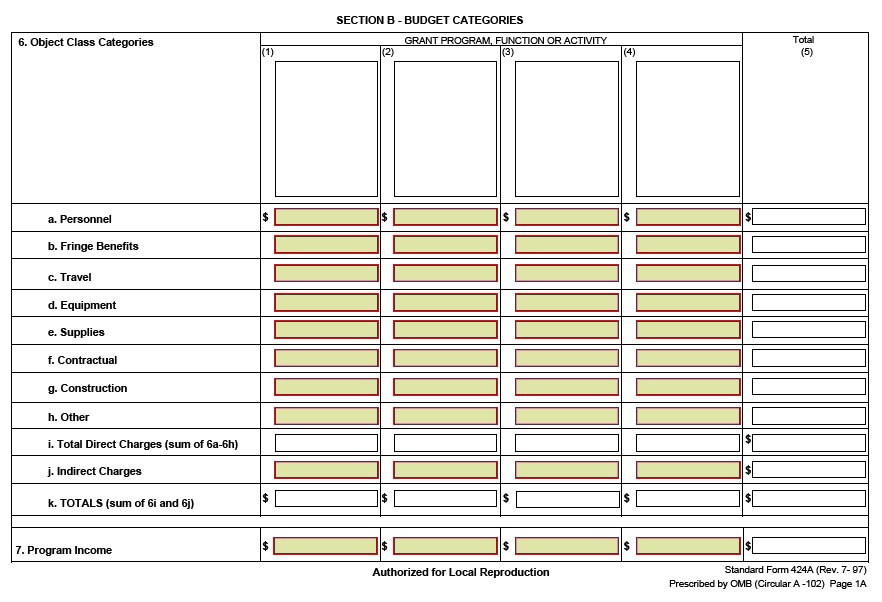 SECTION B - BUDGET CATEGORIES
6. Object Class Categories
GRANT PROGRAM, FUNCTION OR ACTIVITY
Total
(1) (2) (3) (4) (5)
a. Personnel $ $ $ $ $
b. Fringe Benefits
c. Travel
d. Equipment
e. Supplies
f. Contractual
g. Construction
h. Other
i. Total Direct Charges (sum of 6a-6h) $
j. Indirect Charges $
k. TOTALS (sum of 6i and 6j) $ $ $ $ $
7. Program Income $ $ $ $ $
Authorized for Local Reproduction
Standard Form 424A (Rev. 7- 97)
Prescribed by OMB (Circular A -102) Page 1A